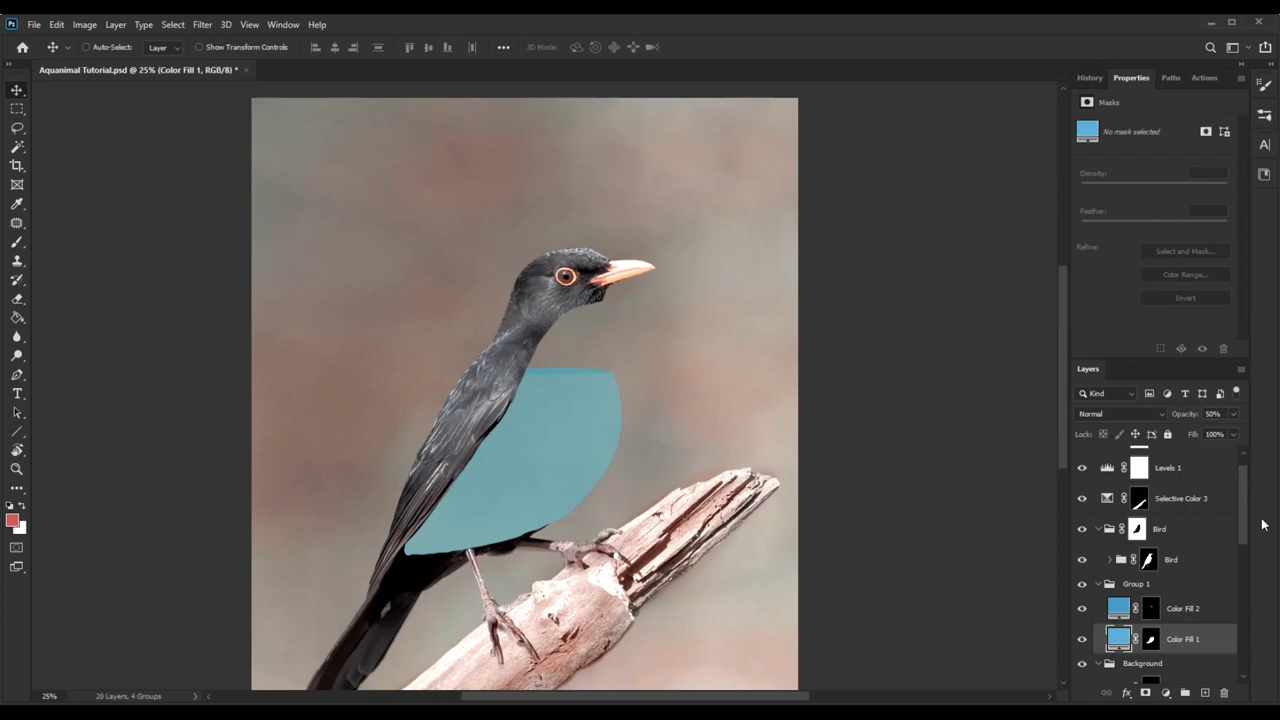 Ps File Edit Image Layer Type Select Filter 3D View Window Help
Auto-Select: Layer Show Transform Controls 3D Mode:
Aquanimal Tutorial.psd @ 25% (Color Fill 1, RGB/8) *
History Properties Paths Actions
Masks
No mask selected
Density:
Feather:
Refine: Select and Mask...
Color Range...
Invert
Layers
Kind
Normal Opacity: 50%
Lock: Fill: 100%
Levels 1
Selective Color 3
Bird
Bird
Group 1
Color Fill 2
Color Fill 1
Background
25% 20 Layers, 4 Groups